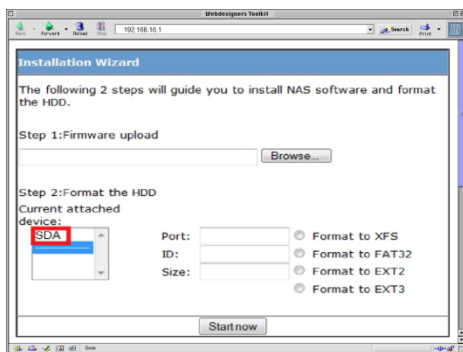 Webdesigners Toolkit
Back Forward Reload Stop 192.168.16.1 Search Print
Installation Wizard
The following 2 steps will guide you to install NAS software and format
the HDD.
Step 1:Firmware upload
Browse...
Step 2:Format the HDD
Current attached
device:
SDA
Port:
Format to XFS
ID:
Format to FAT32
Size:
Format to EXT2
Format to EXT3
Start now
Done